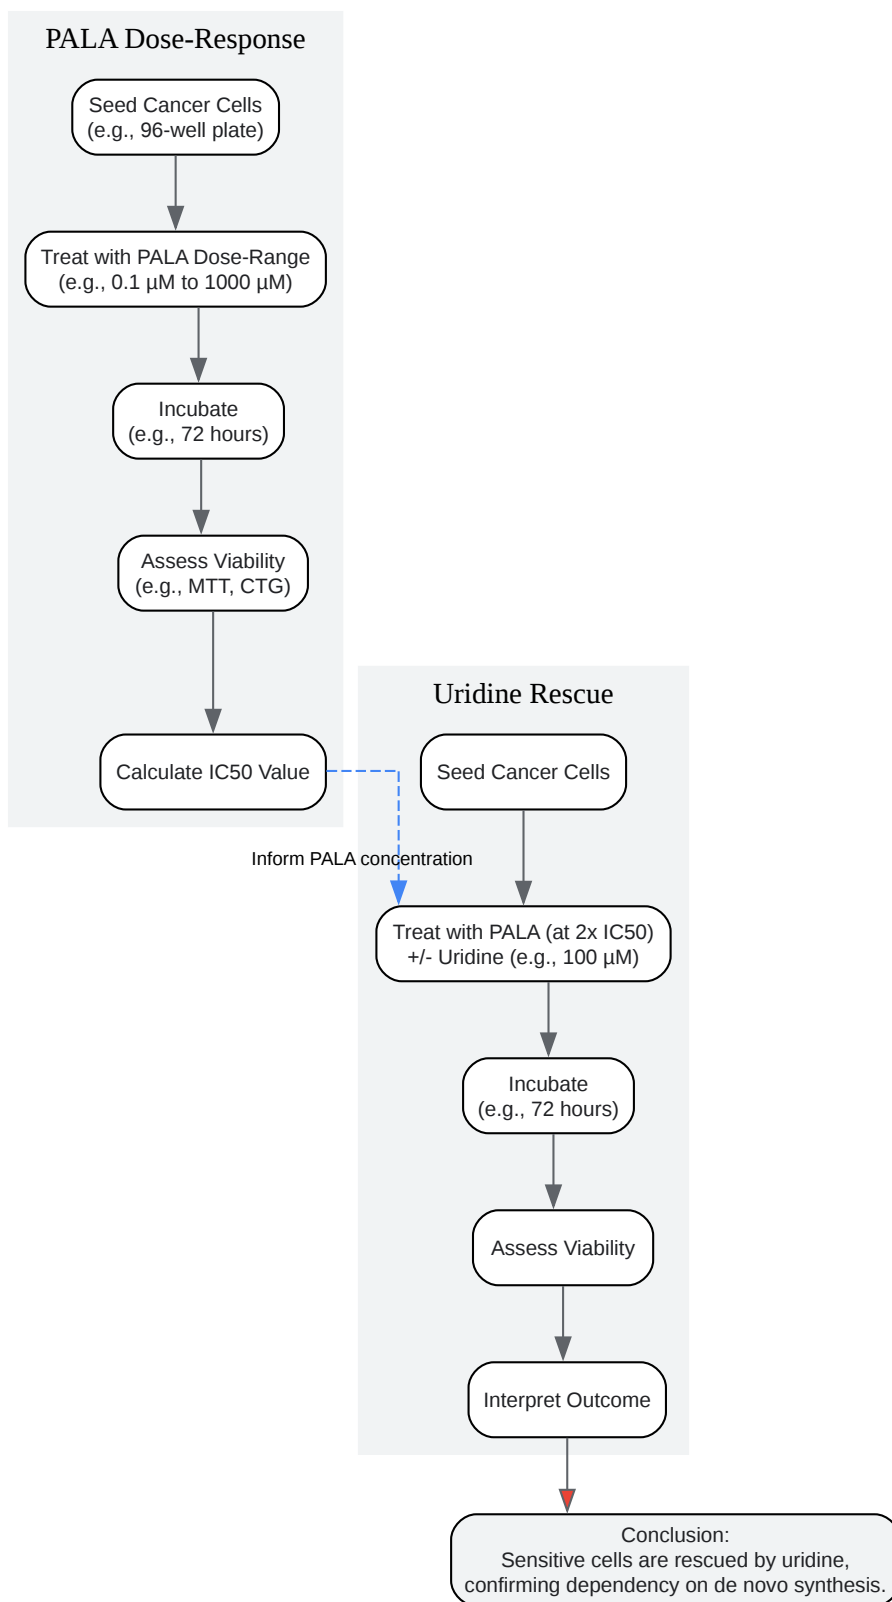 PALA Dose-Response
Seed Cancer Cells
(e.g., 96-well plate)
Treat with PALA Dose-Range
(e.g., 0.1 µM to 1000 µM)
Incubate
(e.g., 72 hours)
Assess Viability
(e.g., MTT, CTG)
Calculate IC50 Value
Inform PALA concentration
Uridine Rescue
Seed Cancer Cells
Treat with PALA (at 2x IC50)
+/- Uridine (e.g., 100 µM)
Incubate
(e.g., 72 hours)
Assess Viability
Interpret Outcome
Conclusion:
Sensitive cells are rescued by uridine,
confirming dependency on de novo synthesis.